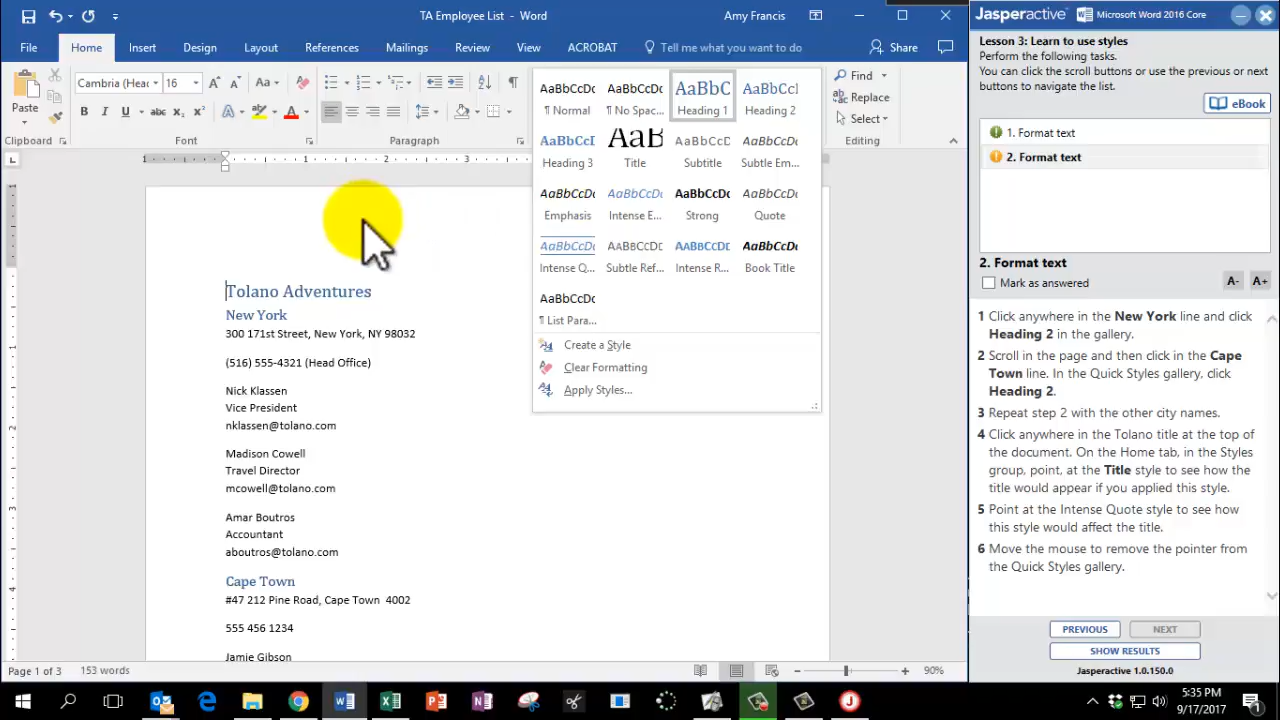 TA Employee List - Word
Amy Francis
File Home Insert Design Layout References Mailings Review View ACROBAT Tell me what you want to do Share
Paste
Cambria (Hea 16
Clipboard Font Paragraph Editing
AaBbCcDc AaBbCcDc AaBbC AaBbCcI
¶ Normal ¶ No Spac... Heading 1 Heading 2
AaBbCcI AaB AaBbCcD AaBbCcDc
Heading 3 Title Subtitle Subtle Em...
AaBbCcDc AaBbCcDc AaBbCcDc AaBbCcDc
Emphasis Intense E... Strong Quote
AaBbCcDc AABBCCDD AABBCCDD AaBbCcDc
Intense Q... Subtle Ref... Intense R... Book Title
AaBbCcDc
¶ List Para...
Create a Style
Clear Formatting
Apply Styles...
Find
Replace
Select
Tolano Adventures
New York
300 171st Street, New York, NY 98032
(516) 555-4321 (Head Office)
Nick Klassen
Vice President
nklassen@tolano.com
Madison Cowell
Travel Director
mcowell@tolano.com
Amar Boutros
Accountant
aboutros@tolano.com
Cape Town
#47 212 Pine Road, Cape Town 4002
555 456 1234
Jamie Gibson
Page 1 of 3 153 words
90%
Jasperactive Microsoft Word 2016 Core
Lesson 3: Learn to use styles
Perform the following tasks.
You can click the scroll buttons or use the previous or next
buttons to navigate the list.
eBook
1. Format text
2. Format text
2. Format text
Mark as answered
A- A+
1 Click anywhere in the New York line and click
Heading 2 in the gallery.
2 Scroll in the page and then click in the Cape
Town line. In the Quick Styles gallery, click
Heading 2.
3 Repeat step 2 with the other city names.
4 Click anywhere in the Tolano title at the top of
the document. On the Home tab, in the Styles
group, point, at the Title style to see how the
title would appear if you applied this style.
5 Point at the Intense Quote style to see how
this style would affect the title.
6 Move the mouse to remove the pointer from
the Quick Styles gallery.
PREVIOUS NEXT
SHOW RESULTS
Jasperactive 1.0.150.0
5:35 PM
9/17/2017